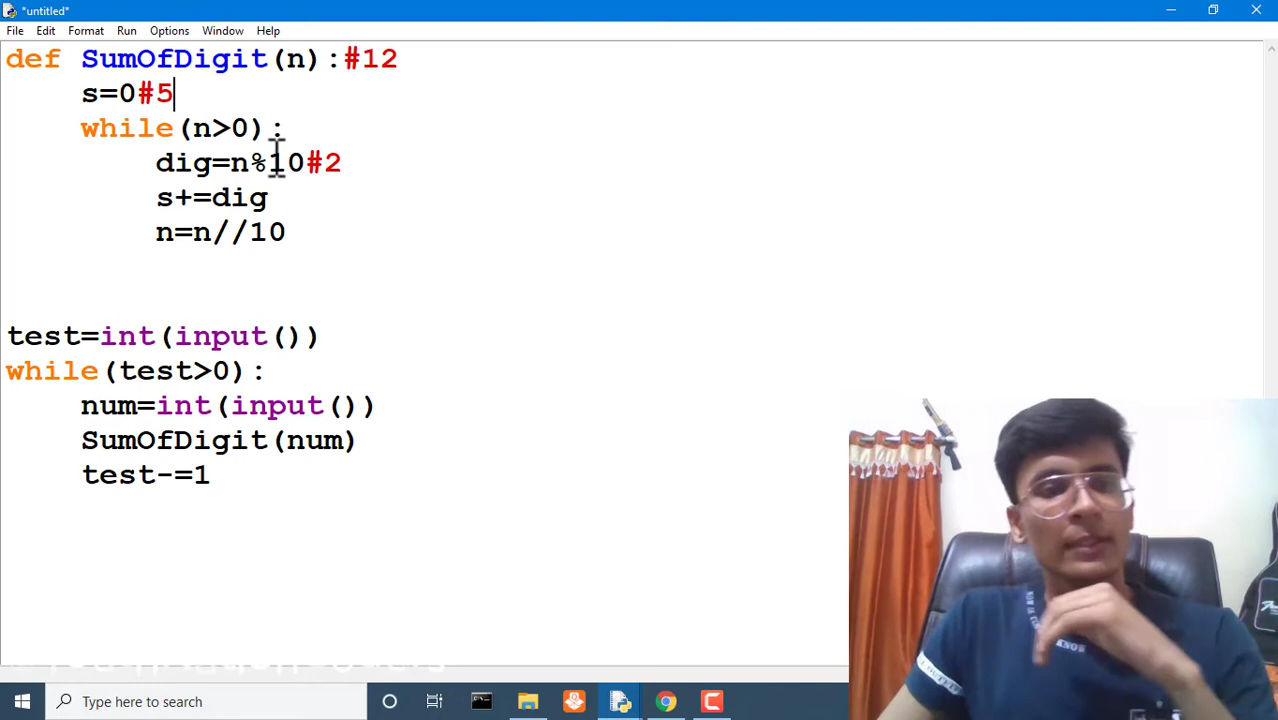 *untitled*
File Edit Format Run Options Window Help
def SumOfDigit(n):#12
s=0#5
while(n>0):
dig=n%10#2
s+=dig
n=n//10
test=int(input())
while(test>0):
num=int(input())
SumOfDigit(num)
test-=1
Type here to search